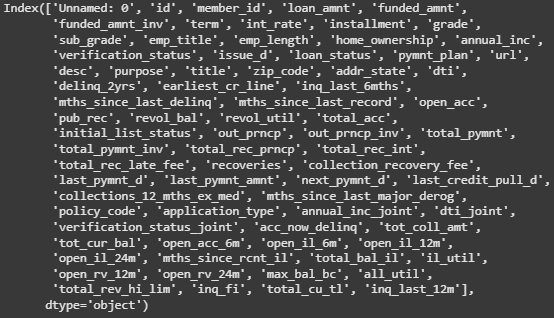 Index(['Unnamed: 0', 'id', 'member_id', 'loan_amnt', 'funded_amnt',
'funded_amnt_inv', 'term', 'int_rate', 'installment', 'grade',
'sub_grade', 'emp_title', 'emp_length', 'home_ownership', 'annual_inc',
'verification_status', 'issue_d', 'loan_status', 'pymnt_plan', 'url',
'desc', 'purpose', 'title', 'zip_code', 'addr_state', 'dti',
'delinq_2yrs', 'earliest_cr_line', 'inq_last_6mths',
'mths_since_last_delinq', 'mths_since_last_record', 'open_acc',
'pub_rec', 'revol_bal', 'revol_util', 'total_acc',
'initial_list_status', 'out_prncp', 'out_prncp_inv', 'total_pymnt',
'total_pymnt_inv', 'total_rec_prncp', 'total_rec_int',
'total_rec_late_fee', 'recoveries', 'collection_recovery_fee',
'last_pymnt_d', 'last_pymnt_amnt', 'next_pymnt_d', 'last_credit_pull_d',
'collections_12_mths_ex_med', 'mths_since_last_major_derog',
'policy_code', 'application_type', 'annual_inc_joint', 'dti_joint',
'verification_status_joint', 'acc_now_delinq', 'tot_coll_amt',
'tot_cur_bal', 'open_acc_6m', 'open_il_6m', 'open_il_12m',
'open_il_24m', 'mths_since_rcnt_il', 'total_bal_il', 'il_util',
'open_rv_12m', 'open_rv_24m', 'max_bal_bc', 'all_util',
'total_rev_hi_lim', 'inq_fi', 'total_cu_tl', 'inq_last_12m'],
dtype='object')